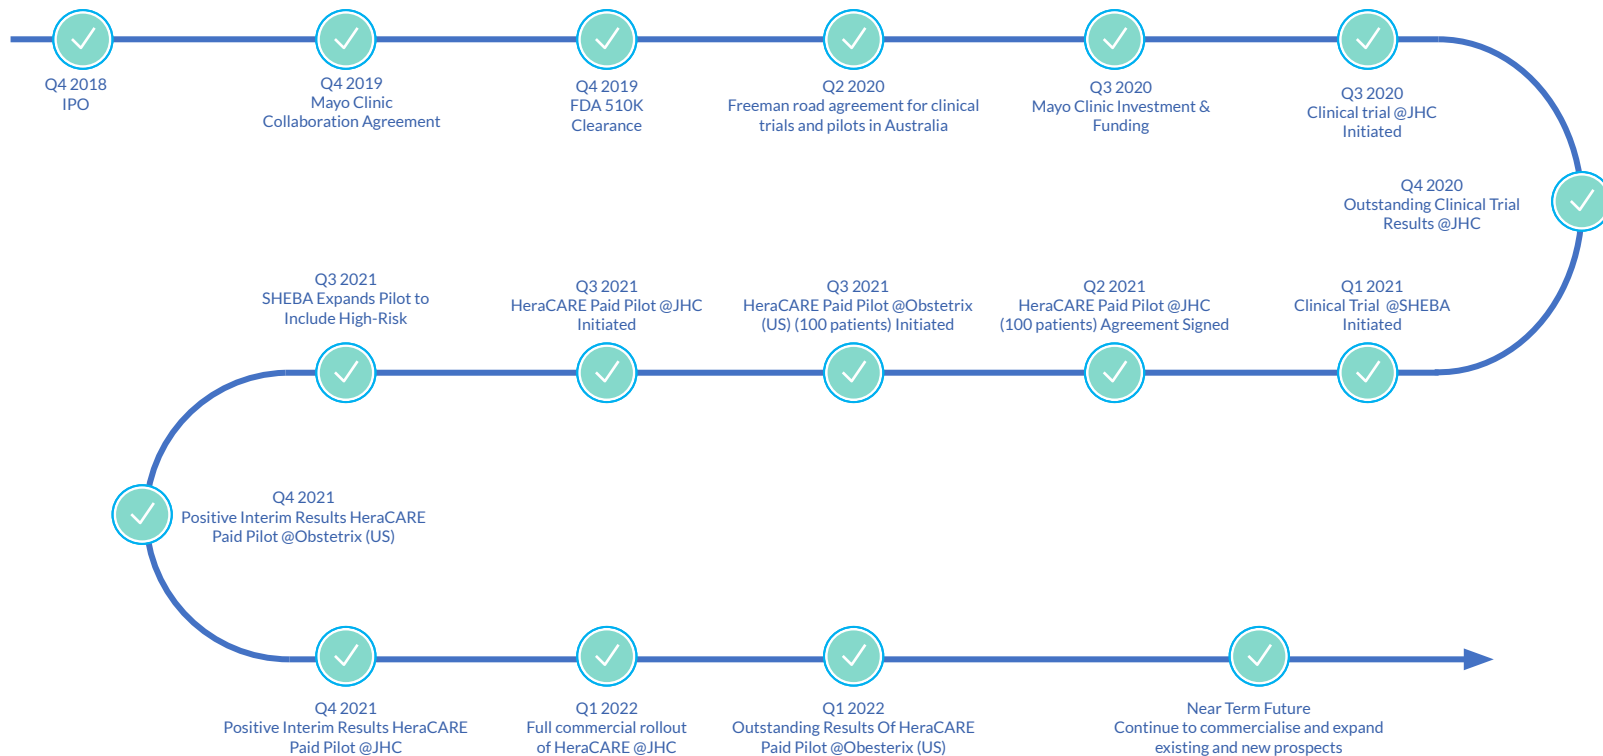 Q4 2018
IPO
Q4 2019
Mayo Clinic
Collaboration Agreement
Q4 2019
FDA 510K
Clearance
Q2 2020
Freeman road agreement for clinical
trials and pilots in Australia
Q3 2020
Mayo Clinic Investment &
Funding
Q3 2020
Clinical trial @JHC
Initiated
Q4 2020
Outstanding Clinical Trial
Results @JHC
Q1 2021
Clinical Trial @SHEBA
Initiated
Q2 2021
HeraCARE Paid Pilot @JHC
(100 patients) Agreement Signed
Q3 2021
HeraCARE Paid Pilot @Obstetrix
(US) (100 patients) Initiated
Q3 2021
HeraCARE Paid Pilot @JHC
Initiated
Q3 2021
SHEBA Expands Pilot to
Include High-Risk
Q4 2021
Positive Interim Results HeraCARE
Paid Pilot @Obstetrix (US)
Q4 2021
Positive Interim Results HeraCARE
Paid Pilot @JHC
Q1 2022
Full commercial rollout
of HeraCARE @JHC
Q1 2022
Outstanding Results Of HeraCARE
Paid Pilot @Obesterix (US)
Near Term Future
Continue to commercialise and expand
existing and new prospects